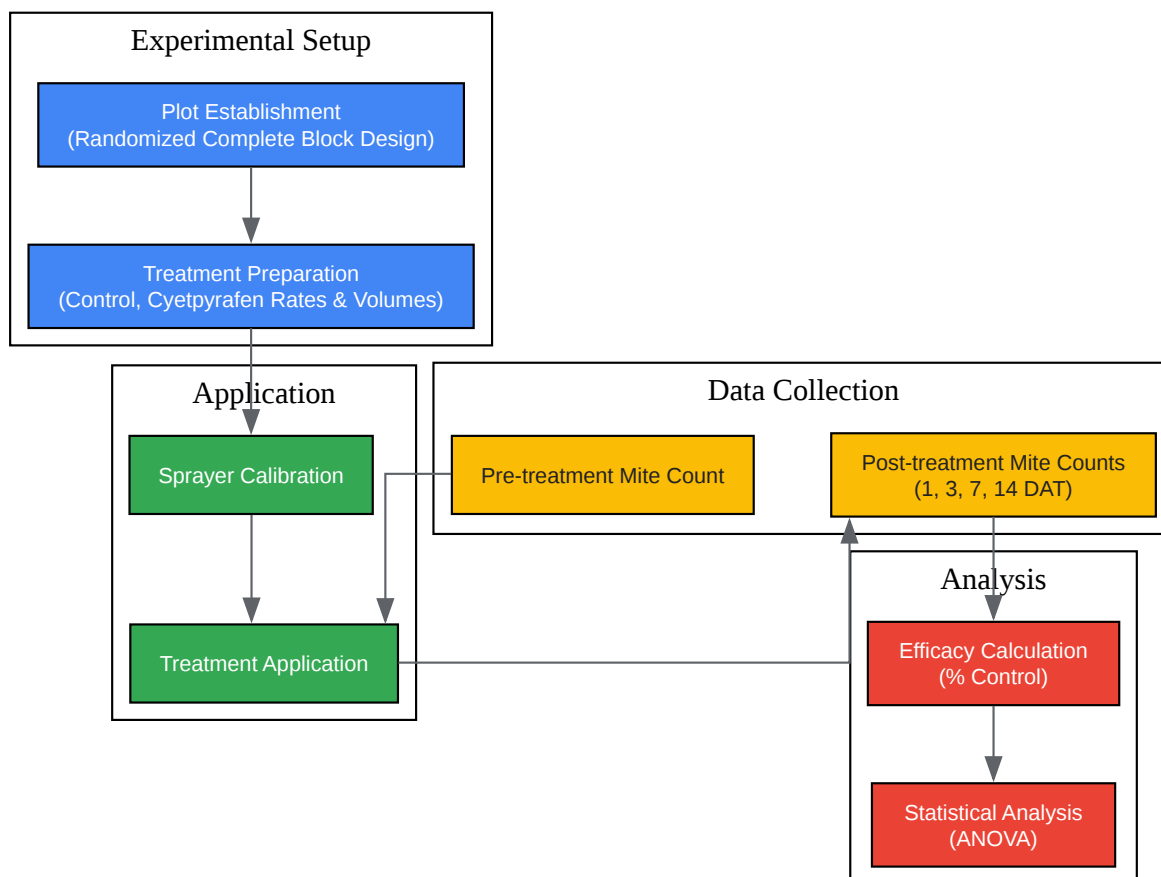 Experimental Setup
Plot Establishment
(Randomized Complete Block Design)
Treatment Preparation
(Control, Cyetpyrafen Rates & Volumes)
Application
Sprayer Calibration
Treatment Application
Data Collection
Pre-treatment Mite Count
Post-treatment Mite Counts
(1, 3, 7, 14 DAT)
Analysis
Efficacy Calculation
(% Control)
Statistical Analysis
(ANOVA)